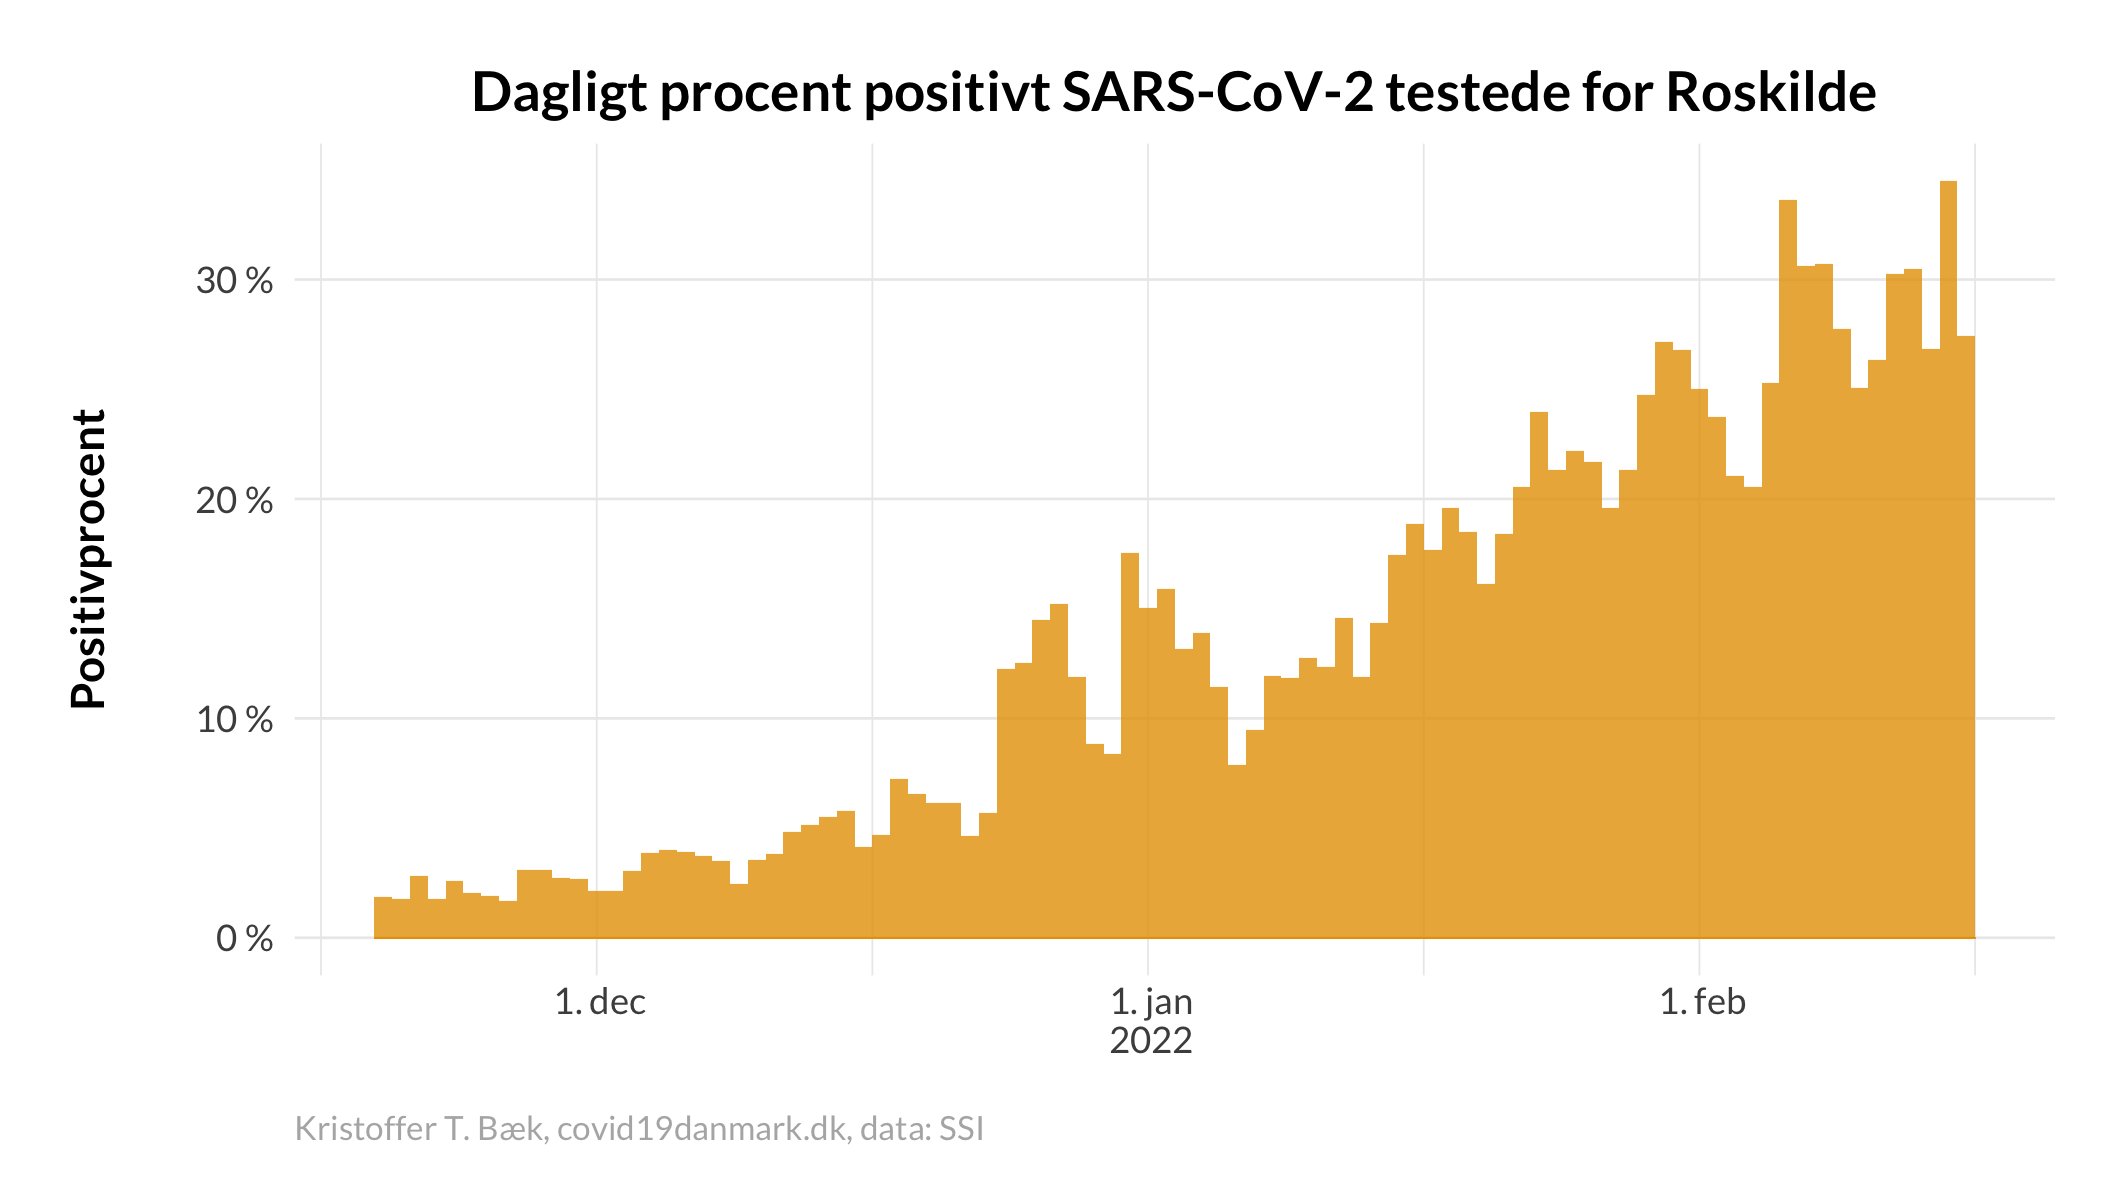 Dagligt procent positivt SARS-CoV-2 testede for Roskilde
Positivprocent
30 %
20 %
10 %
0 %
1. dec
1. jan
2022
1. feb
Kristoffer T. Bæk, covid19danmark.dk, data: SSI